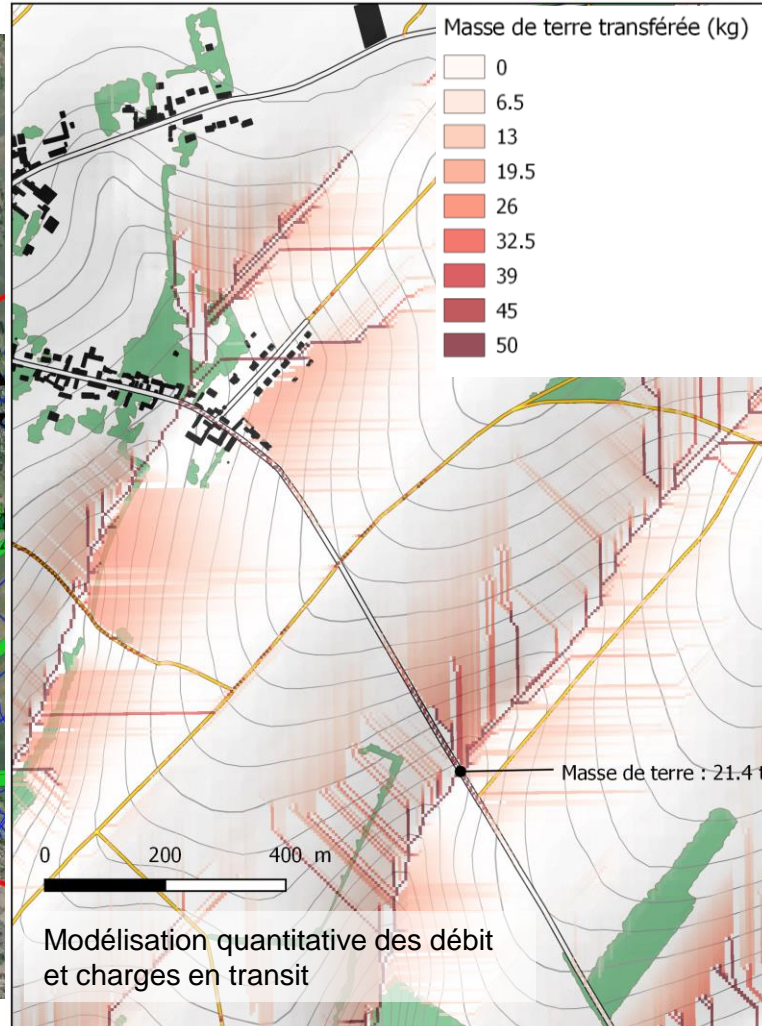 Masse de terre transférée (kg)
0
6.5
13
19.5
26
32.5
39
45
50
Masse de terre : 21.4 t
0 200 400 m
Modélisation quantitative des débit
et charges en transit